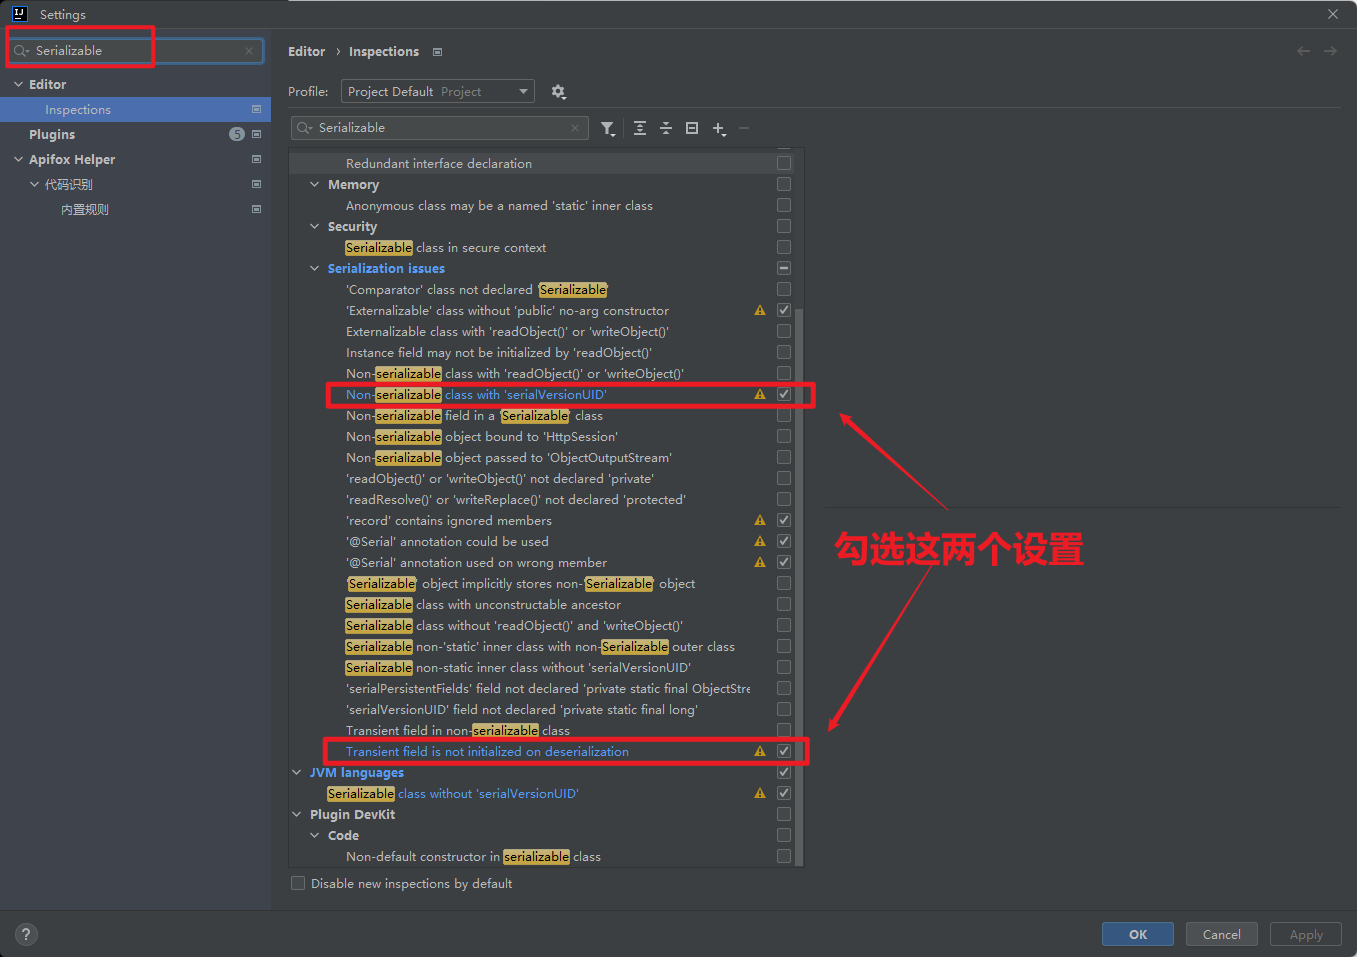 Settings
Serializable
Editor
Inspections
Plugins
5
Apifox Helper
代码识别
内置规则
Editor › Inspections
Profile: Project Default Project
Serializable
Redundant interface declaration
Memory
Anonymous class may be a named 'static' inner class
Security
Serializable class in secure context
Serialization issues
'Comparator' class not declared 'Serializable'
'Externalizable' class without 'public' no-arg constructor
Externalizable class with 'readObject()' or 'writeObject()'
Instance field may not be initialized by 'readObject()'
Non-serializable class with 'readObject()' or 'writeObject()'
Non-serializable class with 'serialVersionUID'
Non-serializable field in a 'Serializable' class
Non-serializable object bound to 'HttpSession'
Non-serializable object passed to 'ObjectOutputStream'
'readObject()' or 'writeObject()' not declared 'private'
'readResolve()' or 'writeReplace()' not declared 'protected'
'record' contains ignored members
'@Serial' annotation could be used
'@Serial' annotation used on wrong member
'Serializable' object implicitly stores non-'Serializable' object
Serializable class with unconstructable ancestor
Serializable class without 'readObject()' and 'writeObject()'
Serializable non-'static' inner class with non-Serializable outer class
Serializable non-static inner class without 'serialVersionUID'
'serialPersistentFields' field not declared 'private static final ObjectStre
'serialVersionUID' field not declared 'private static final long'
Transient field in non-serializable class
Transient field is not initialized on deserialization
JVM languages
Serializable class without 'serialVersionUID'
Plugin DevKit
Code
Non-default constructor in serializable class
Disable new inspections by default
勾选这两个设置
?
OK
Cancel
Apply